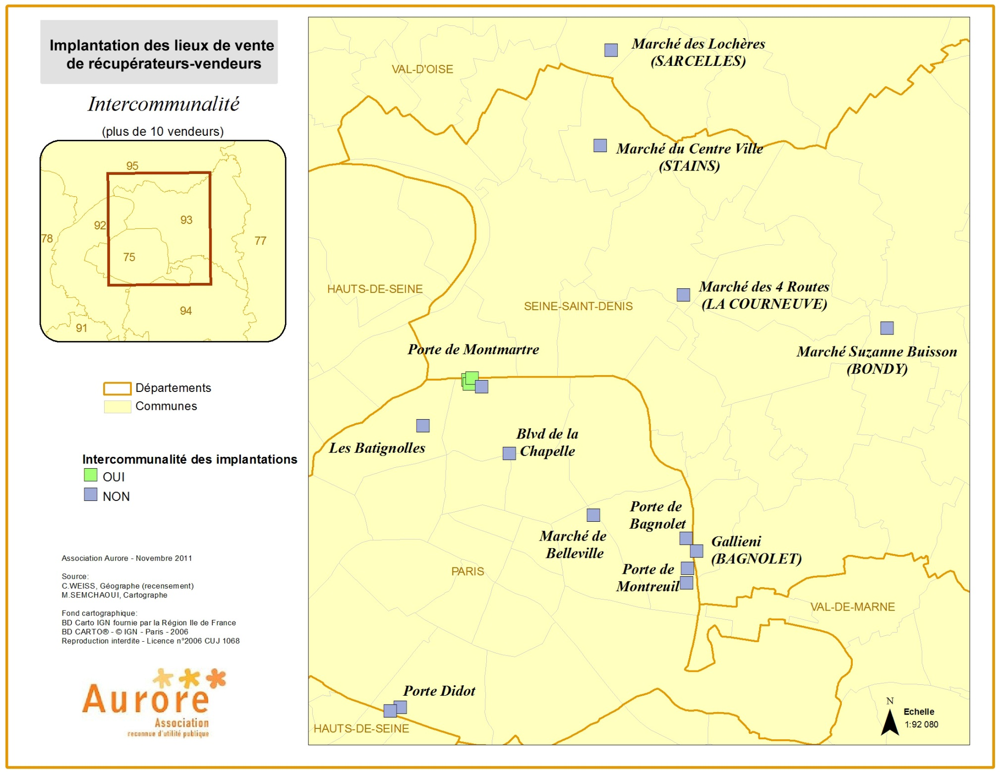 Implantation des lieux de vente
de récupérateurs-vendeurs
Intercommunalité
(plus de 10 vendeurs)
95
92
93
78
77
75
94
91
Départements
Communes
Intercommunalité des implantations
OUI
NON
Association Aurore - Novembre 2011
Source:
C.WEISS, Géographe (recensement)
M.SEMCHAOUI, Cartographe
Fond cartographique:
BD Carto IGN fournie par la Région Ile de France
BD CARTO® - © IGN - Paris - 2006
Reproduction interdite - Licence n°2006 CUJ 1068
Aurore
Association
reconnue d'utilité publique
Marché des Lochères
(SARCELLES)
VAL-D'OISE
Marché du Centre Ville
(STAINS)
HAUTS-DE-SEINE
SEINE-SAINT-DENIS
Marché des 4 Routes
(LA COURNEUVE)
Marché Suzanne Buisson
(BONDY)
Porte de Montmartre
Les Batignolles
Blvd de la
Chapelle
Porte de
Bagnolet
Marché de
Belleville
Gallieni
(BAGNOLET)
Porte de
Montreuil
PARIS
VAL-DE-MARNE
Porte Didot
HAUTS-DE-SEINE
N
Echelle
1:92 080